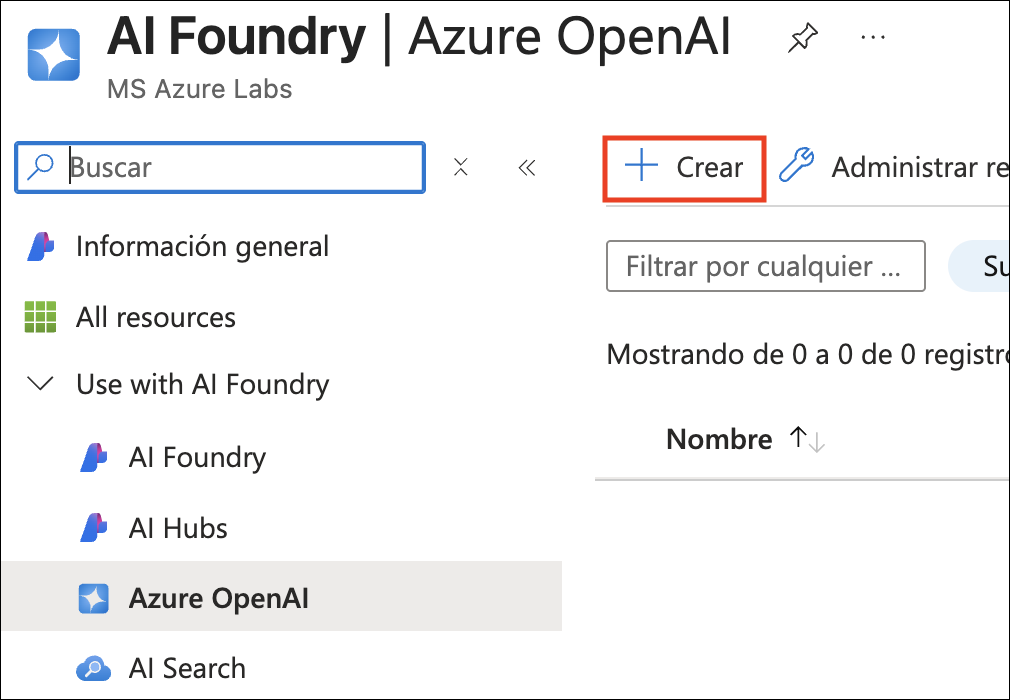 AI Foundry | Azure OpenAI
MS Azure Labs
Buscar
Crear
Administrar re
Información general
Filtrar por cualquier ...
Su
All resources
Mostrando de 0 a 0 de 0 registro
Use with AI Foundry
Nombre
AI Foundry
AI Hubs
Azure OpenAI
AI Search